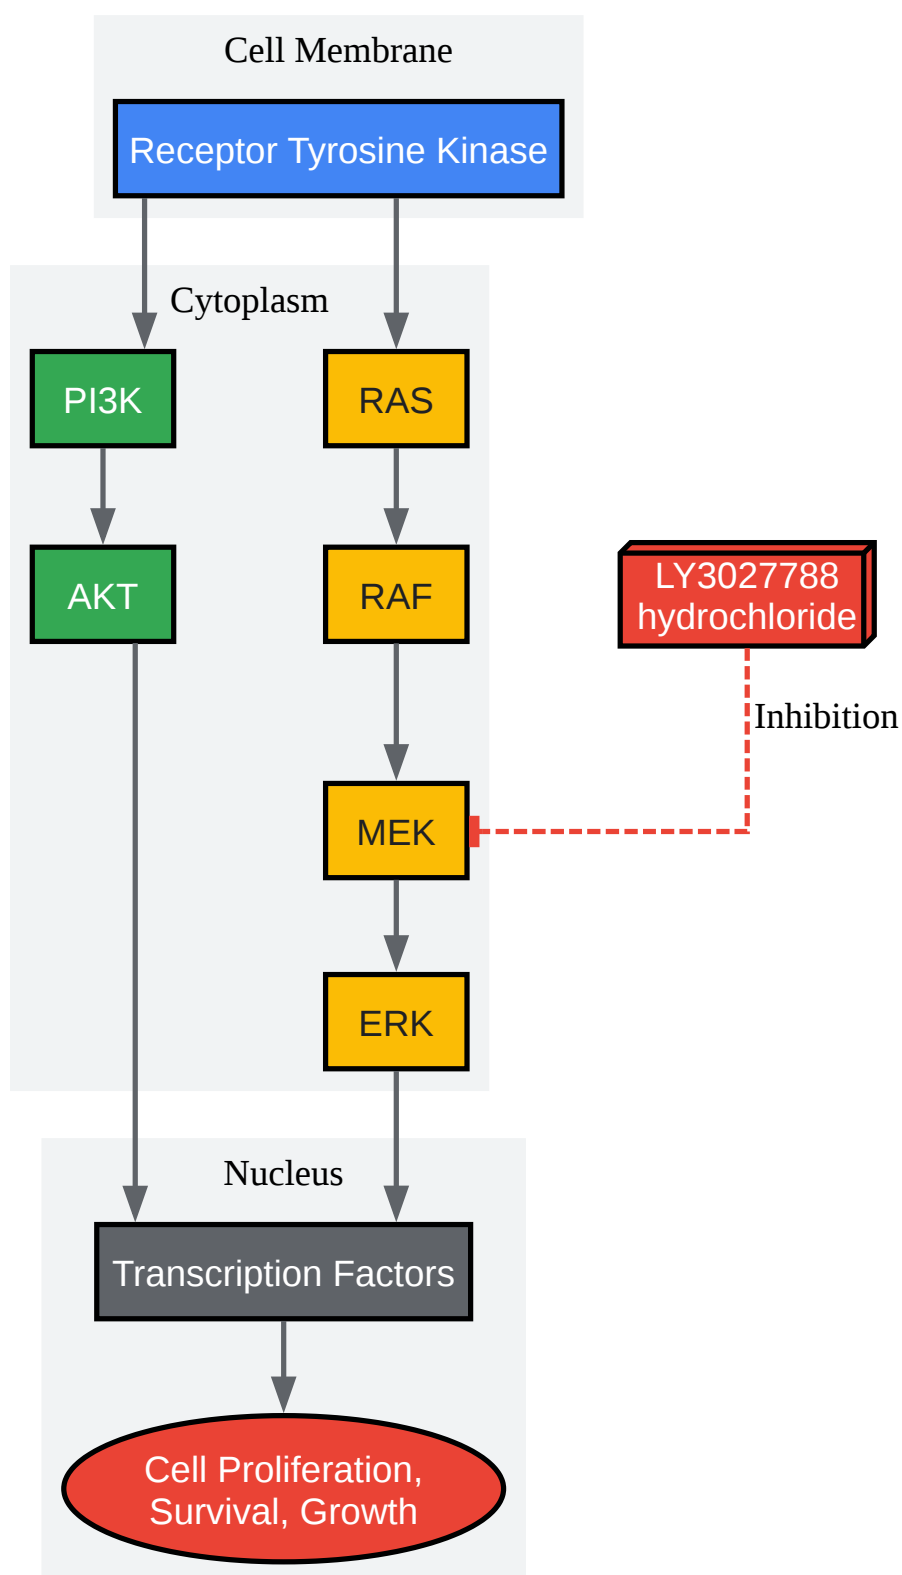 Cell Membrane
Receptor Tyrosine Kinase
Cytoplasm
PI3K
RAS
AKT
RAF
LY3027788
hydrochloride
Inhibition
MEK
ERK
Nucleus
Transcription Factors
Cell Proliferation,
Survival, Growth